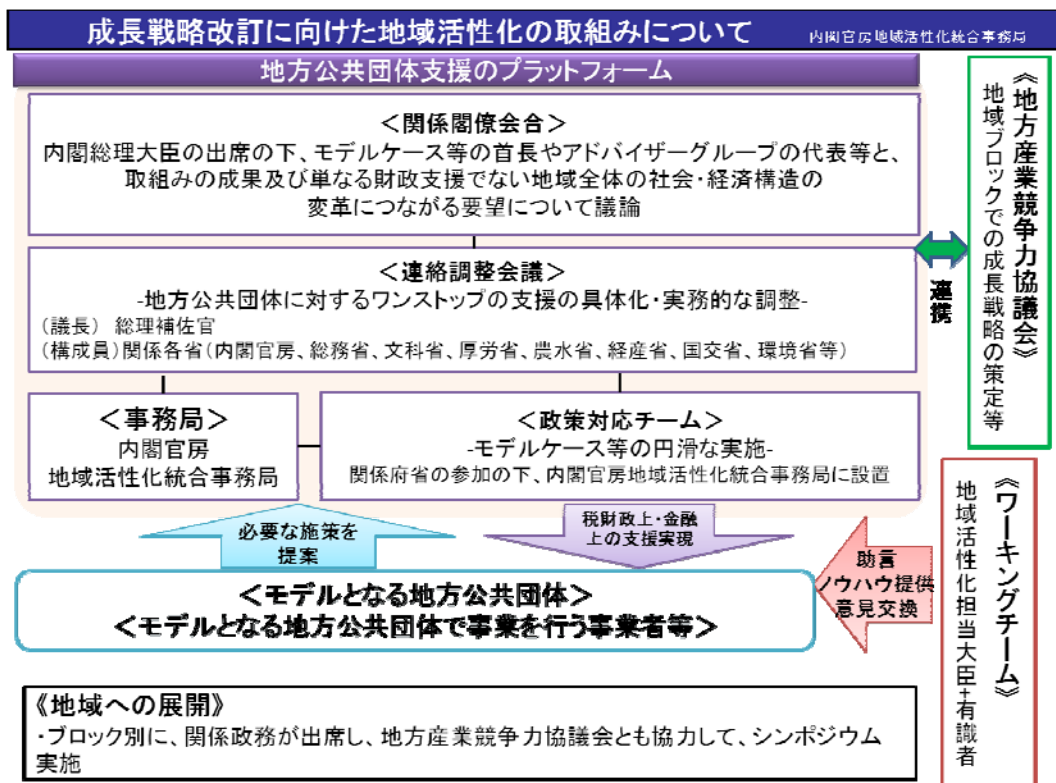 成長戦略改訂に向けた地域活性化の取組みについて
内閣官房地域活性化統合事務局
地方公共団体支援のプラットフォーム
＜関係閣僚会合＞
内閣総理大臣の出席の下、モデルケース等の首長やアドバイザーグループの代表等と、
取組みの成果及び単なる財政支援でない地域全体の社会・経済構造の
変革につながる要望について議論
＜連絡調整会議＞
-地方公共団体に対するワンストップの支援の具体化・実務的な調整-
（議長） 総理補佐官
（構成員）関係各省（内閣官房、総務省、文科省、厚労省、農水省、経産省、国交省、環境省等）
＜事務局＞
内閣官房
地域活性化統合事務局
＜政策対応チーム＞
-モデルケース等の円滑な実施-
関係府省の参加の下、内閣官房地域活性化統合事務局に設置
連携
《地方産業競争力協議会》
地域ブロックでの成長戦略の策定等
必要な施策を
提案
税財政上・金融
上の支援実現
＜モデルとなる地方公共団体＞
＜モデルとなる地方公共団体で事業を行う事業者等＞
助言
ノウハウ提供
意見交換
《ワーキングチーム》
地域活性化担当大臣+有識者
《地域への展開》
・ブロック別に、関係政務が出席し、地方産業競争力協議会とも協力して、シンポジウム
実施